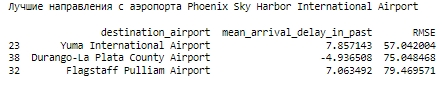 Лучшие направления с аэропорта Phoenix Sky Harbor International Airport
destination_airport mean_arrival_delay_in_past RMSE
23 Yuma International Airport 7.857143 57.042004
38 Durango-La Plata County Airport -4.936508 75.048468
32 Flagstaff Pulliam Airport 7.063492 79.469571